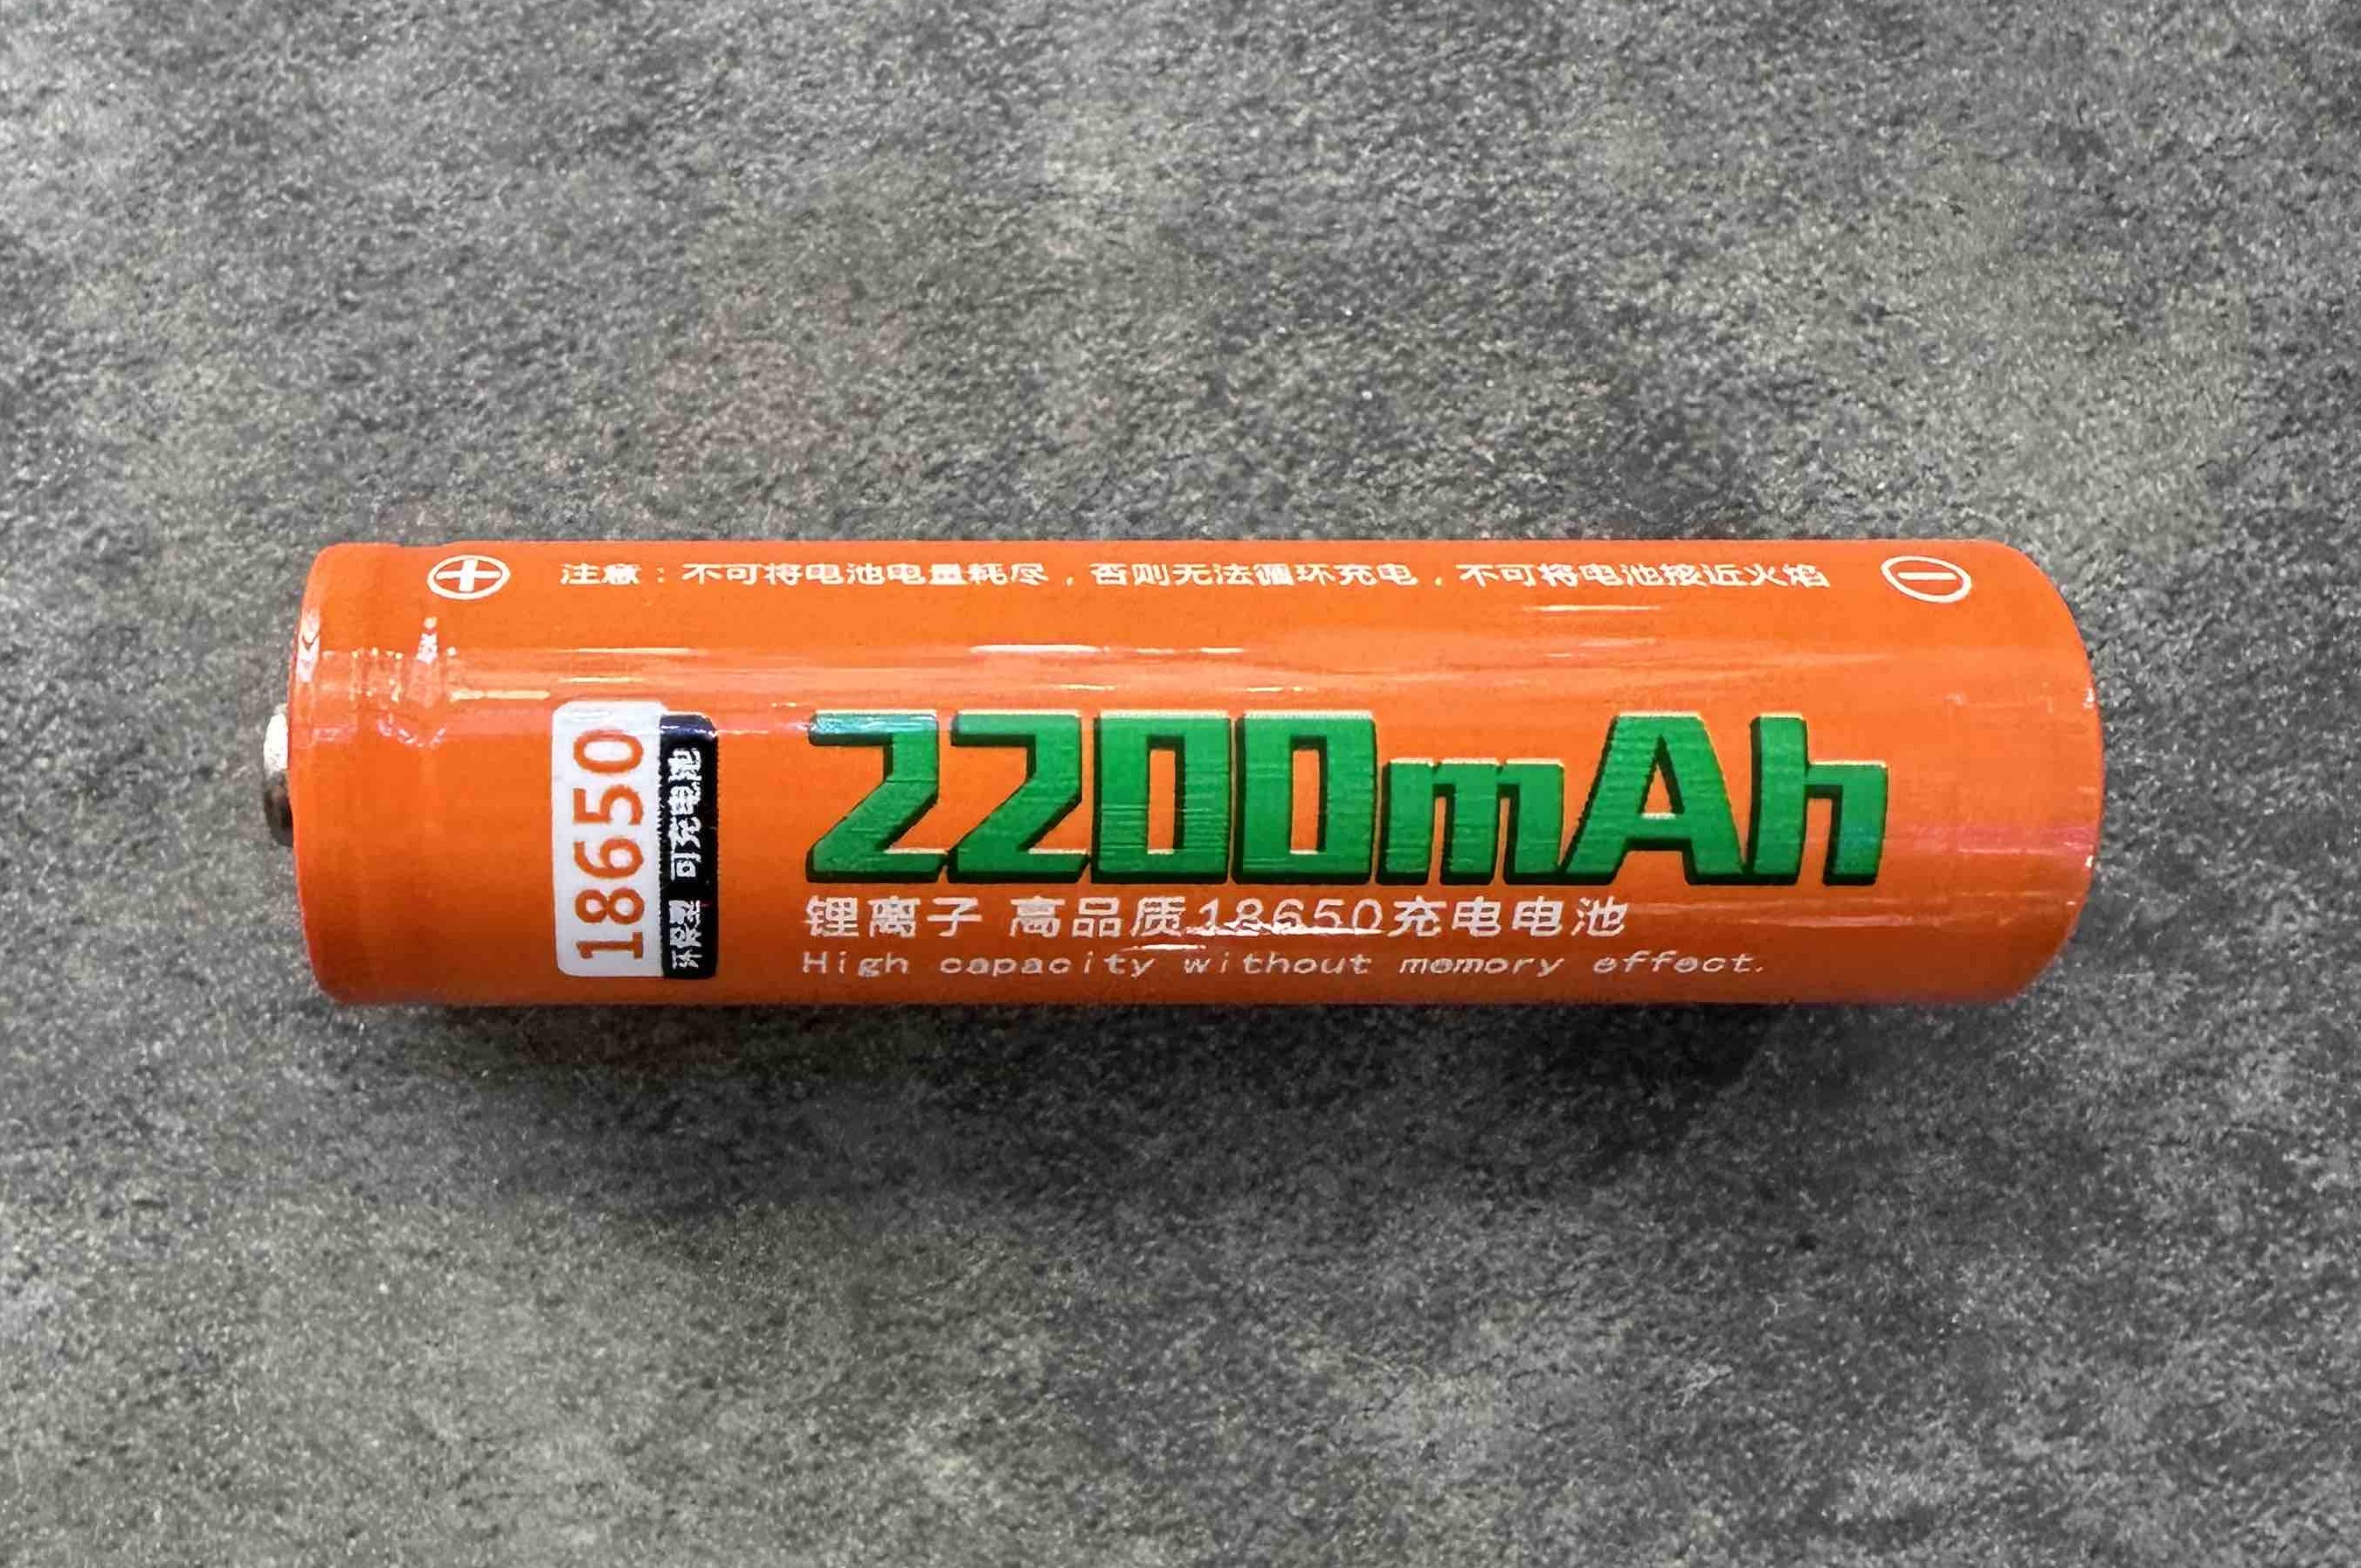 注意：不可将电池电量耗尽，否则无法循环充电，不可将电池接近火焰
18650
环保型 可充电池
2200mAh
锂离子 高品质18650充电电池
High capacity without memory effect.